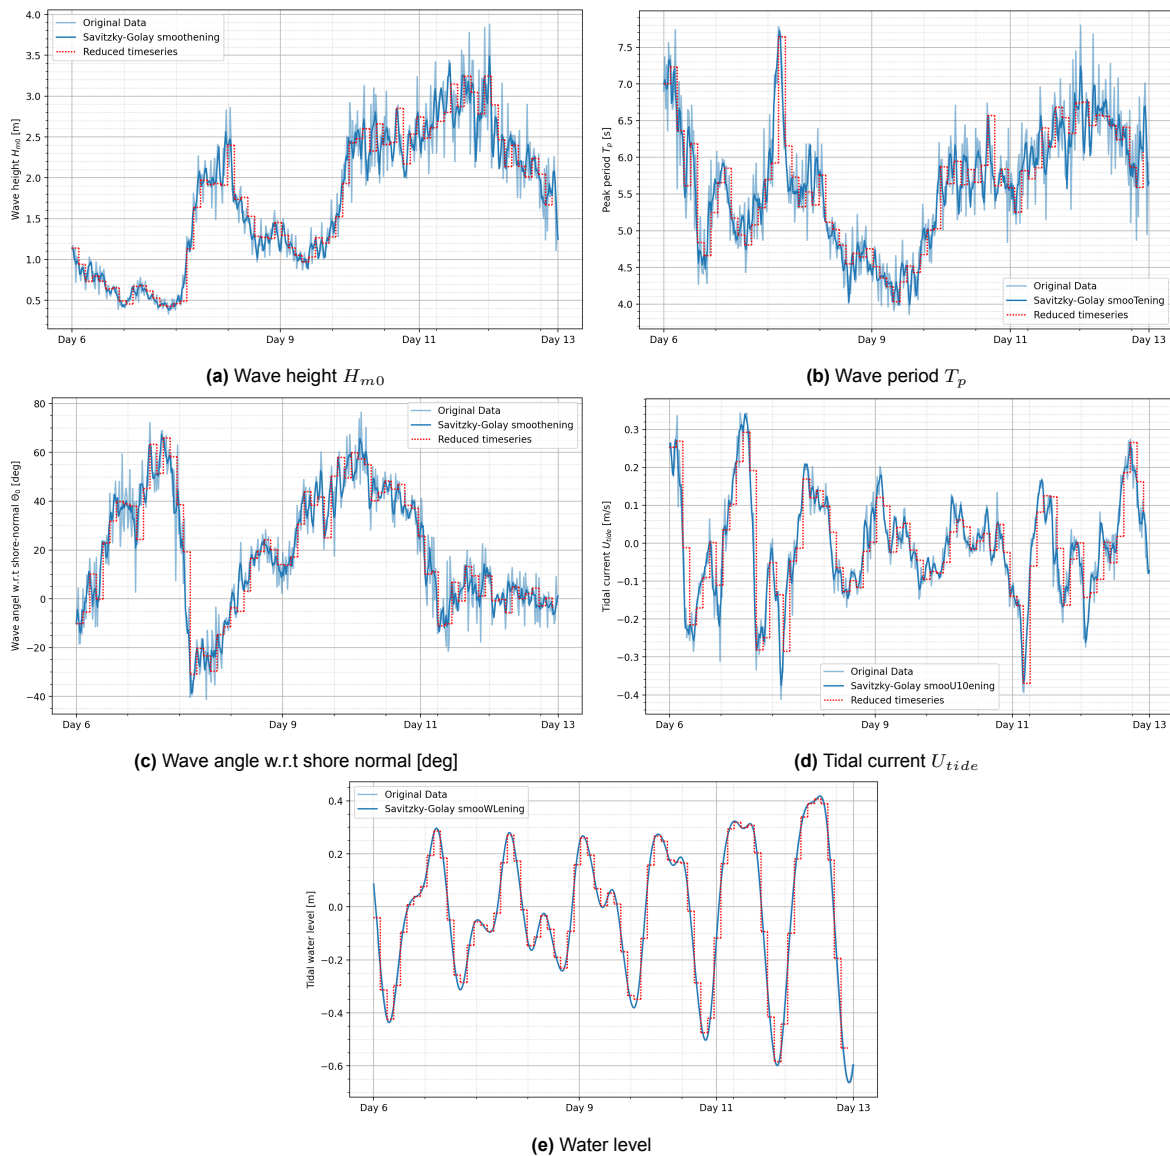 4.0
3.5
3.0
2.5
2.0
1.5
1.0
0.5
Wave height Hm0 [m]
Original Data
Savitzky-Golay smoothening
Reduced timeseries
Day 6
Day 9
Day 11
Day 13
(a) Wave height Hm0
7.5
7.0
6.5
6.0
5.5
5.0
4.5
4.0
Peak period Tp [s]
Original Data
Savitzky-Golay smooTening
Reduced timeseries
Day 6
Day 9
Day 11
Day 13
(b) Wave period Tp
80
60
40
20
0
−20
−40
Wave angel w.r.t shore-normal Θ0 [deg]
Original Data
Savitzky-Golay smoothening
Reduced timeseries
Day 6
Day 9
Day 11
Day 13
(c) Wave angle w.r.t shore normal [deg]
0.3
0.2
0.1
0.0
−0.1
−0.2
−0.3
−0.4
Tidal current Utide [m/s]
Original Data
Savitzky-Golay smooU10ening
Reduced timeseries
Day 6
Day 9
Day 11
Day 13
(d) Tidal current Utide
0.4
0.2
0.0
−0.2
−0.4
−0.6
Tidal water level [m]
Original Data
Savitzky-Golay smooWLening
Day 6
Day 9
Day 11
Day 13
(e) Water level